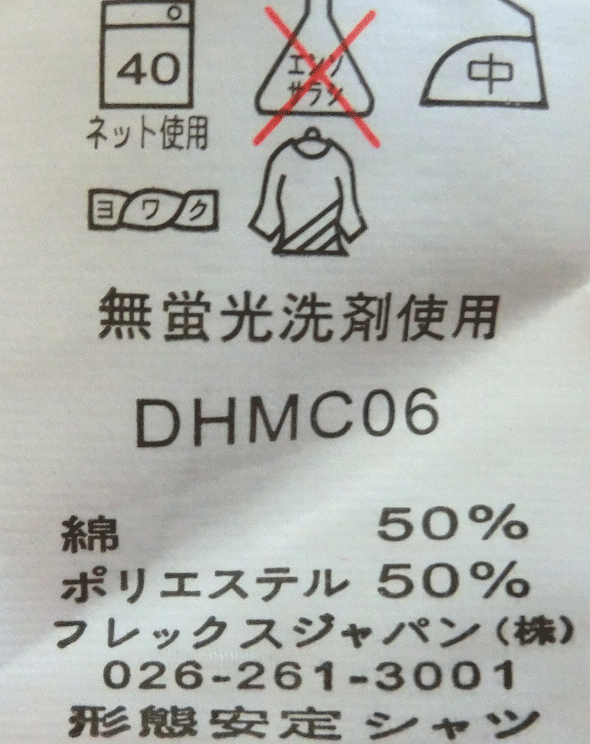 40
エンソ
サラシ
中
ネット使用
ヨワク
無蛍光洗剤使用
DHMC06
綿 50%
ポリエステル 50%
フレックスジャパン(株)
026-261-3001
形態安定シャツ